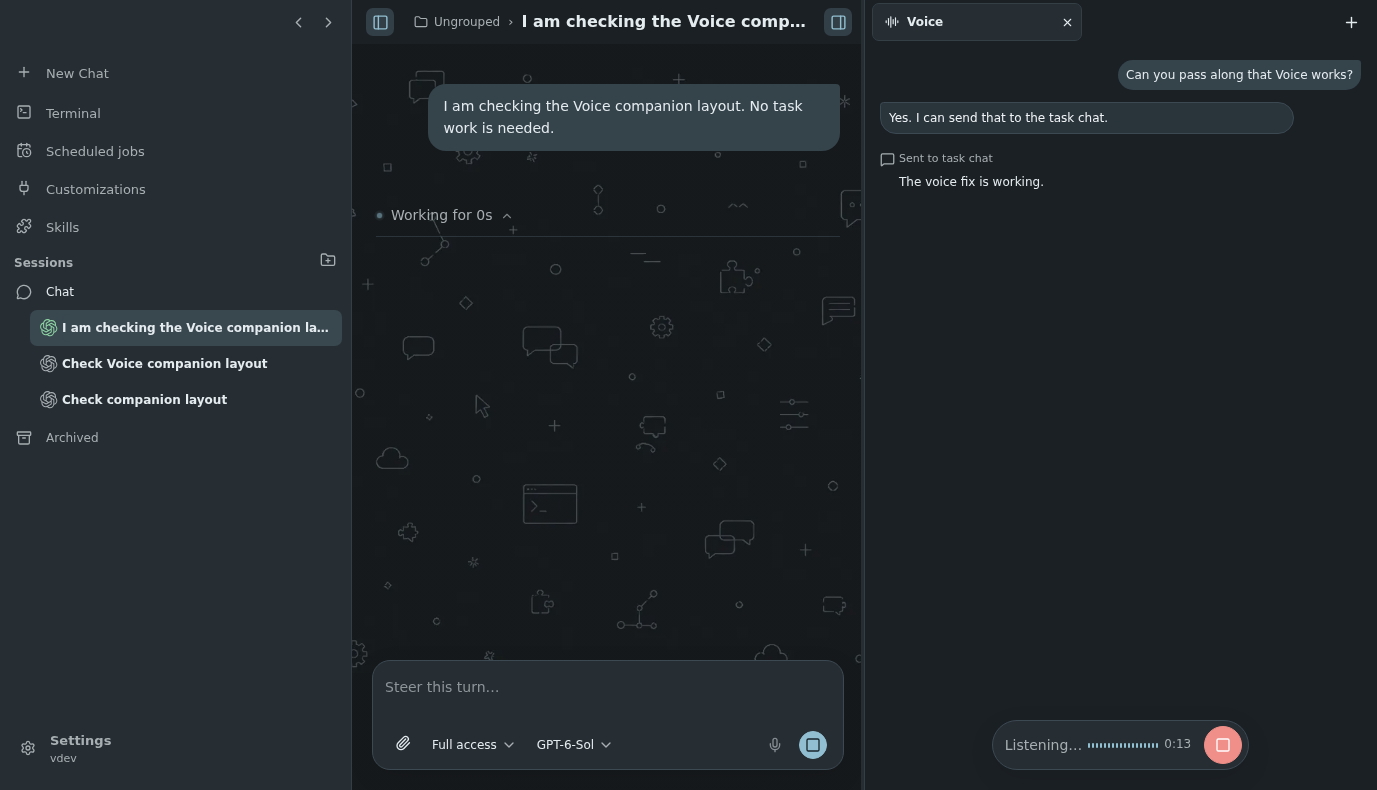 New Chat
Terminal
Scheduled jobs
Customizations
Skills
Sessions
Chat
I am checking the Voice companion la...
Check Voice companion layout
Check companion layout
Archived
Settings
vdev
Ungrouped › I am checking the Voice comp...
I am checking the Voice companion layout. No task
work is needed.
Working for 0s
Steer this turn...
Full access
GPT-6-Sol
Voice
Can you pass along that Voice works?
Yes. I can send that to the task chat.
Sent to task chat
The voice fix is working.
Listening... 0:13